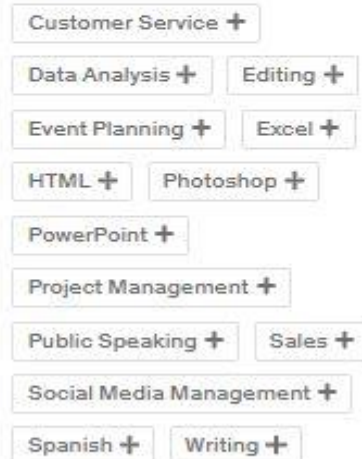 Customer Service +
Data Analysis + Editing +
Event Planning + Excel +
HTML + Photoshop +
PowerPoint +
Project Management +
Public Speaking + Sales +
Social Media Management +
Spanish + Writing +